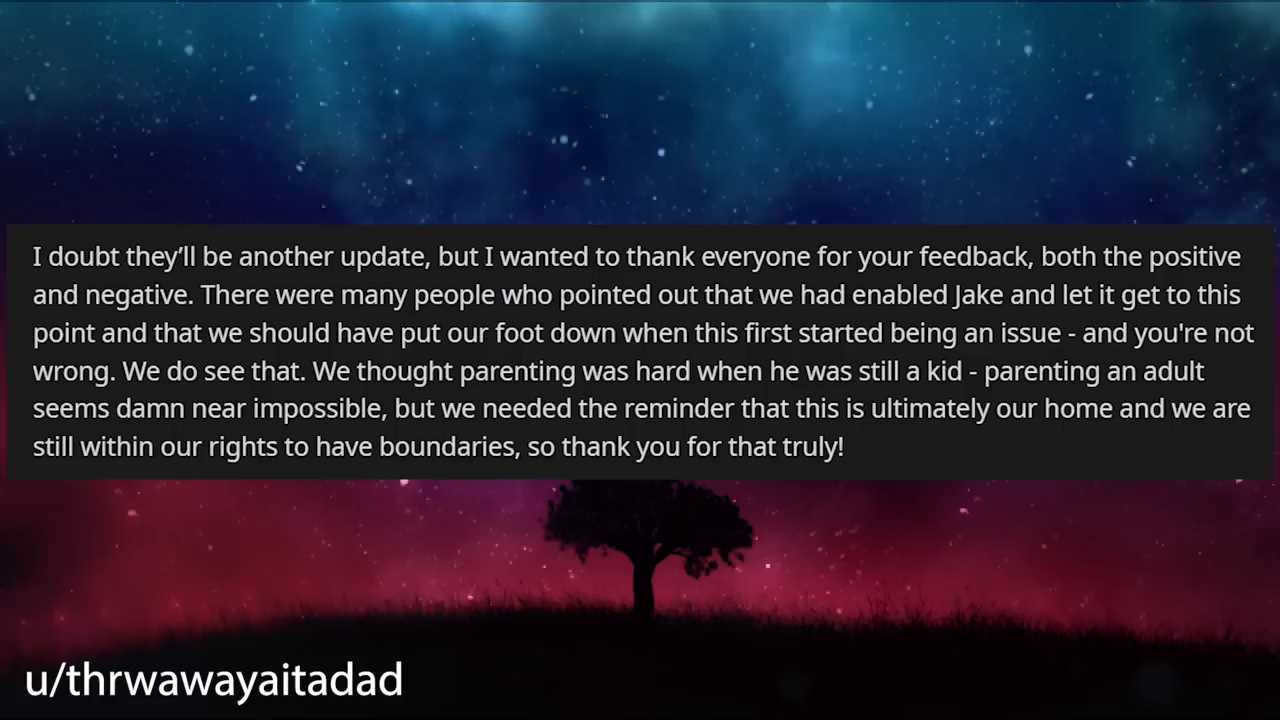 I doubt they’ll be another update, but I wanted to thank everyone for your feedback, both the positive
and negative. There were many people who pointed out that we had enabled Jake and let it get to this
point and that we should have put our foot down when this first started being an issue - and you're not
wrong. We do see that. We thought parenting was hard when he was still a kid - parenting an adult
seems damn near impossible, but we needed the reminder that this is ultimately our home and we are
still within our rights to have boundaries, so thank you for that truly!
u/thrwawayaitadad